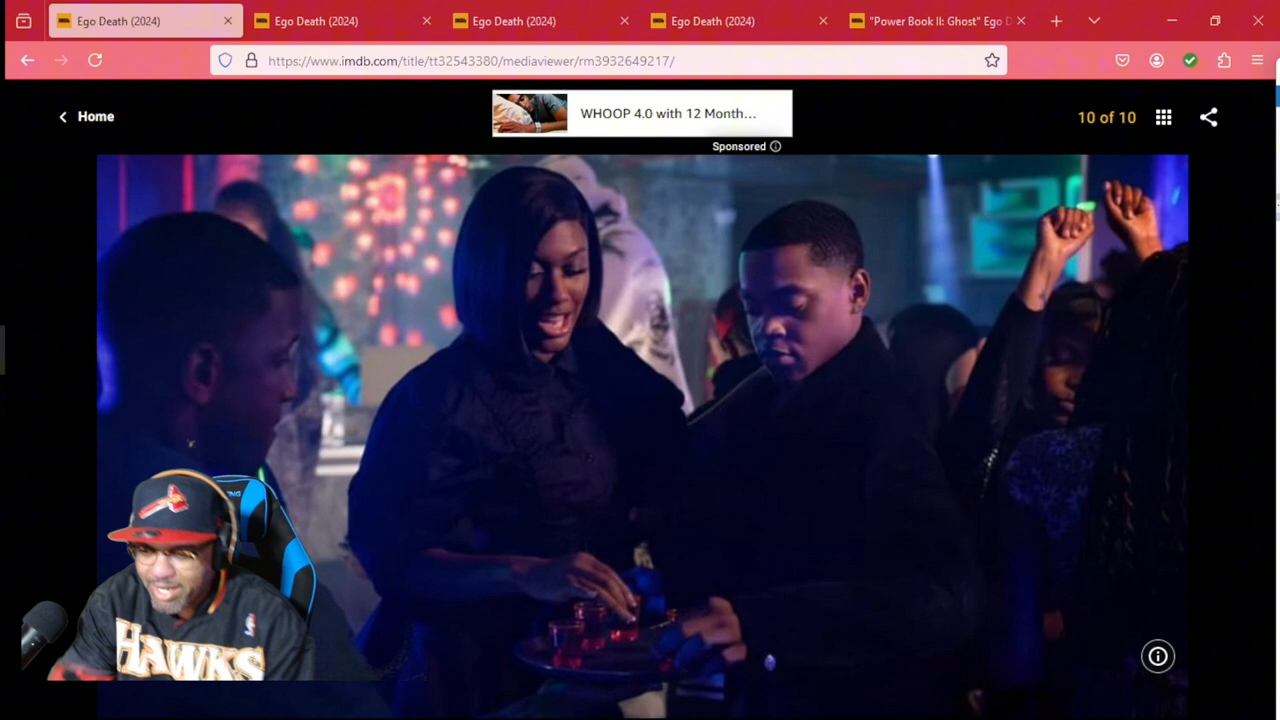 Ego Death (2024)
Ego Death (2024)
Ego Death (2024)
Ego Death (2024)
"Power Book II: Ghost" Ego D
https://www.imdb.com/title/tt32543380/mediaviewer/rm3932649217/
Home
WHOOP 4.0 with 12 Month…
10 of 10
Sponsored
HAWKS